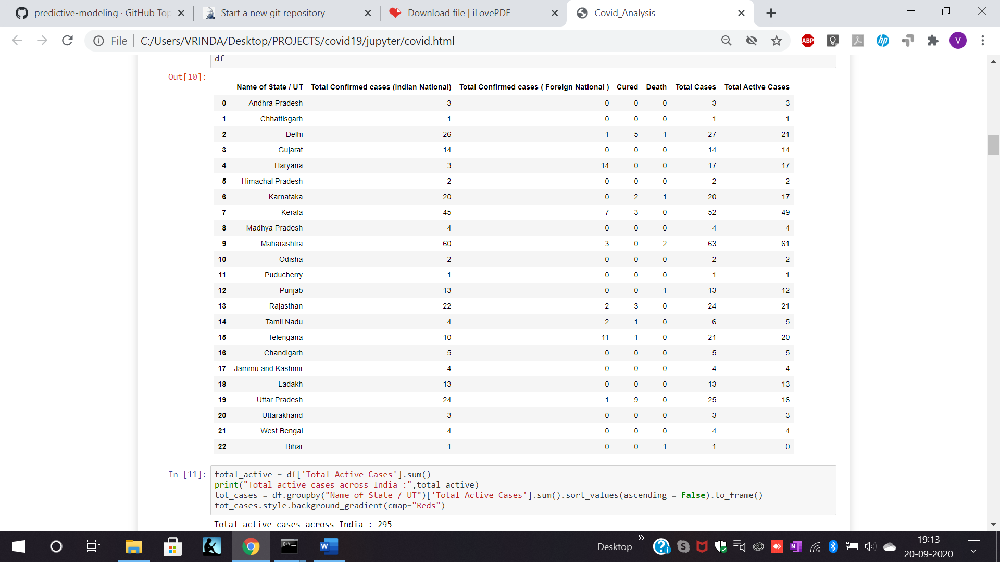 predictive-modeling · GitHub Top
Start a new git repository
Download file | iLovePDF
Covid_Analysis
File | C:/Users/VRINDA/Desktop/PROJECTS/covid19/jupyter/covid.html
ABP
hp
V
df
Out[10]:
Name of State / UT Total Confirmed cases (Indian National) Total Confirmed cases ( Foreign National ) Cured Death Total Cases Total Active Cases
0 Andhra Pradesh 3 0 0 0 3 3
1 Chhattisgarh 1 0 0 0 1 1
2 Delhi 26 1 5 1 27 21
3 Gujarat 14 0 0 0 14 14
4 Haryana 3 14 0 0 17 17
5 Himachal Pradesh 2 0 0 0 2 2
6 Karnataka 20 0 2 1 20 17
7 Kerala 45 7 3 0 52 49
8 Madhya Pradesh 4 0 0 0 4 4
9 Maharashtra 60 3 0 2 63 61
10 Odisha 2 0 0 0 2 2
11 Puducherry 1 0 0 0 1 1
12 Punjab 13 0 0 1 13 12
13 Rajasthan 22 2 3 0 24 21
14 Tamil Nadu 4 2 1 0 6 5
15 Telengana 10 11 1 0 21 20
16 Chandigarh 5 0 0 0 5 5
17 Jammu and Kashmir 4 0 0 0 4 4
18 Ladakh 13 0 0 0 13 13
19 Uttar Pradesh 24 1 9 0 25 16
20 Uttarakhand 3 0 0 0 3 3
21 West Bengal 4 0 0 0 4 4
22 Bihar 1 0 0 1 1 0
In [11]: total_active = df['Total Active Cases'].sum()
print("Total active cases across India :",total_active)
tot_cases = df.groupby("Name of State / UT")['Total Active Cases'].sum().sort_values(ascending = False).to_frame()
tot_cases.style.background_gradient(cmap="Reds")
Total active cases across India : 295
Desktop
19:13
20-09-2020